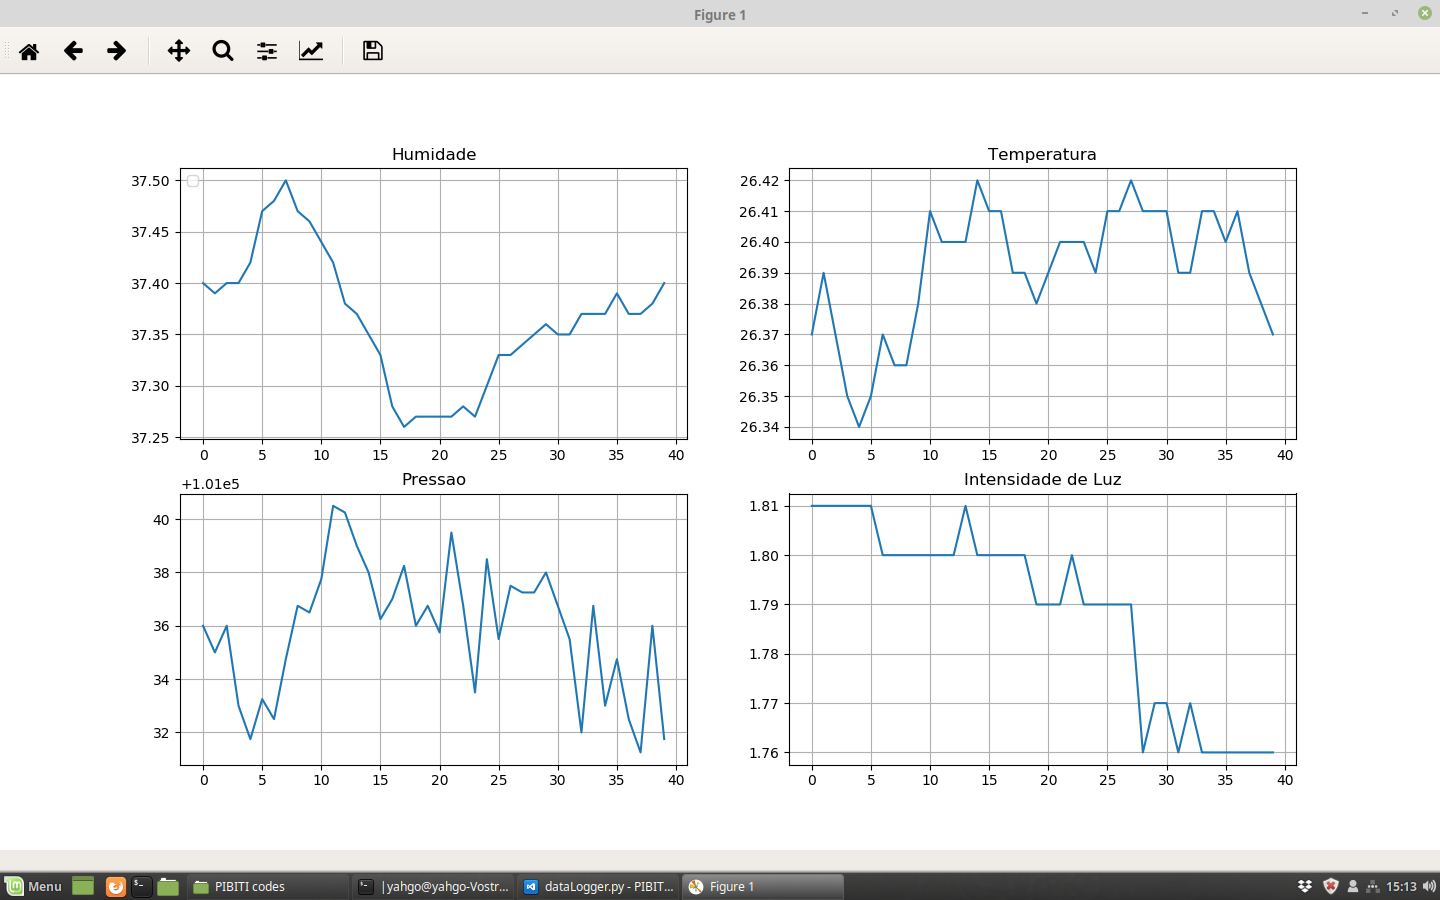 Figure 1
Humidade
37.50
37.45
37.40
37.35
37.30
37.25
0 5 10 15 20 25 30 35 40
Temperatura
26.42
26.41
26.40
26.39
26.38
26.37
26.36
26.35
26.34
0 5 10 15 20 25 30 35 40
Pressao
+1.01e5
40
38
36
34
32
0 5 10 15 20 25 30 35 40
Intensidade de Luz
1.81
1.80
1.79
1.78
1.77
1.76
0 5 10 15 20 25 30 35 40
Menu PIBITI codes |yahgo@yahgo-Vostr... dataLogger.py - PIBIT... Figure 1 15:13